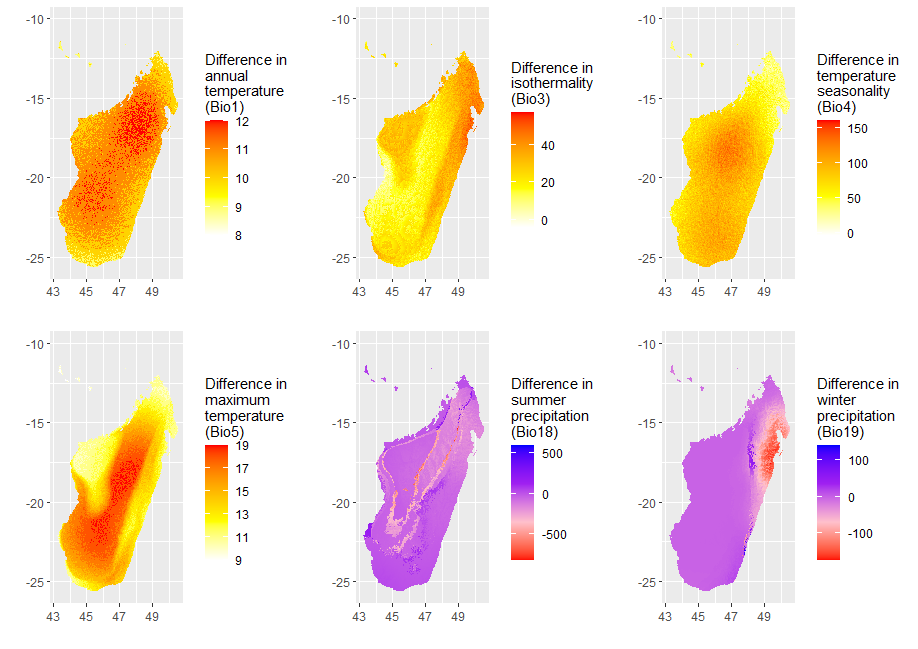 Difference in
annual
temperature
(Bio1)
12
11
10
9
8
-10
-15
-20
-25
43 45 47 49
Difference in
isothermality
(Bio3)
40
20
0
-10
-15
-20
-25
43 45 47 49
Difference in
temperature
seasonality
(Bio4)
150
100
50
0
-10
-15
-20
-25
43 45 47 49
Difference in
maximum
temperature
(Bio5)
19
17
15
13
11
9
-10
-15
-20
-25
43 45 47 49
Difference in
summer
precipitation
(Bio18)
500
0
-500
-10
-15
-20
-25
43 45 47 49
Difference in
winter
precipitation
(Bio19)
100
0
-100
-10
-15
-20
-25
43 45 47 49